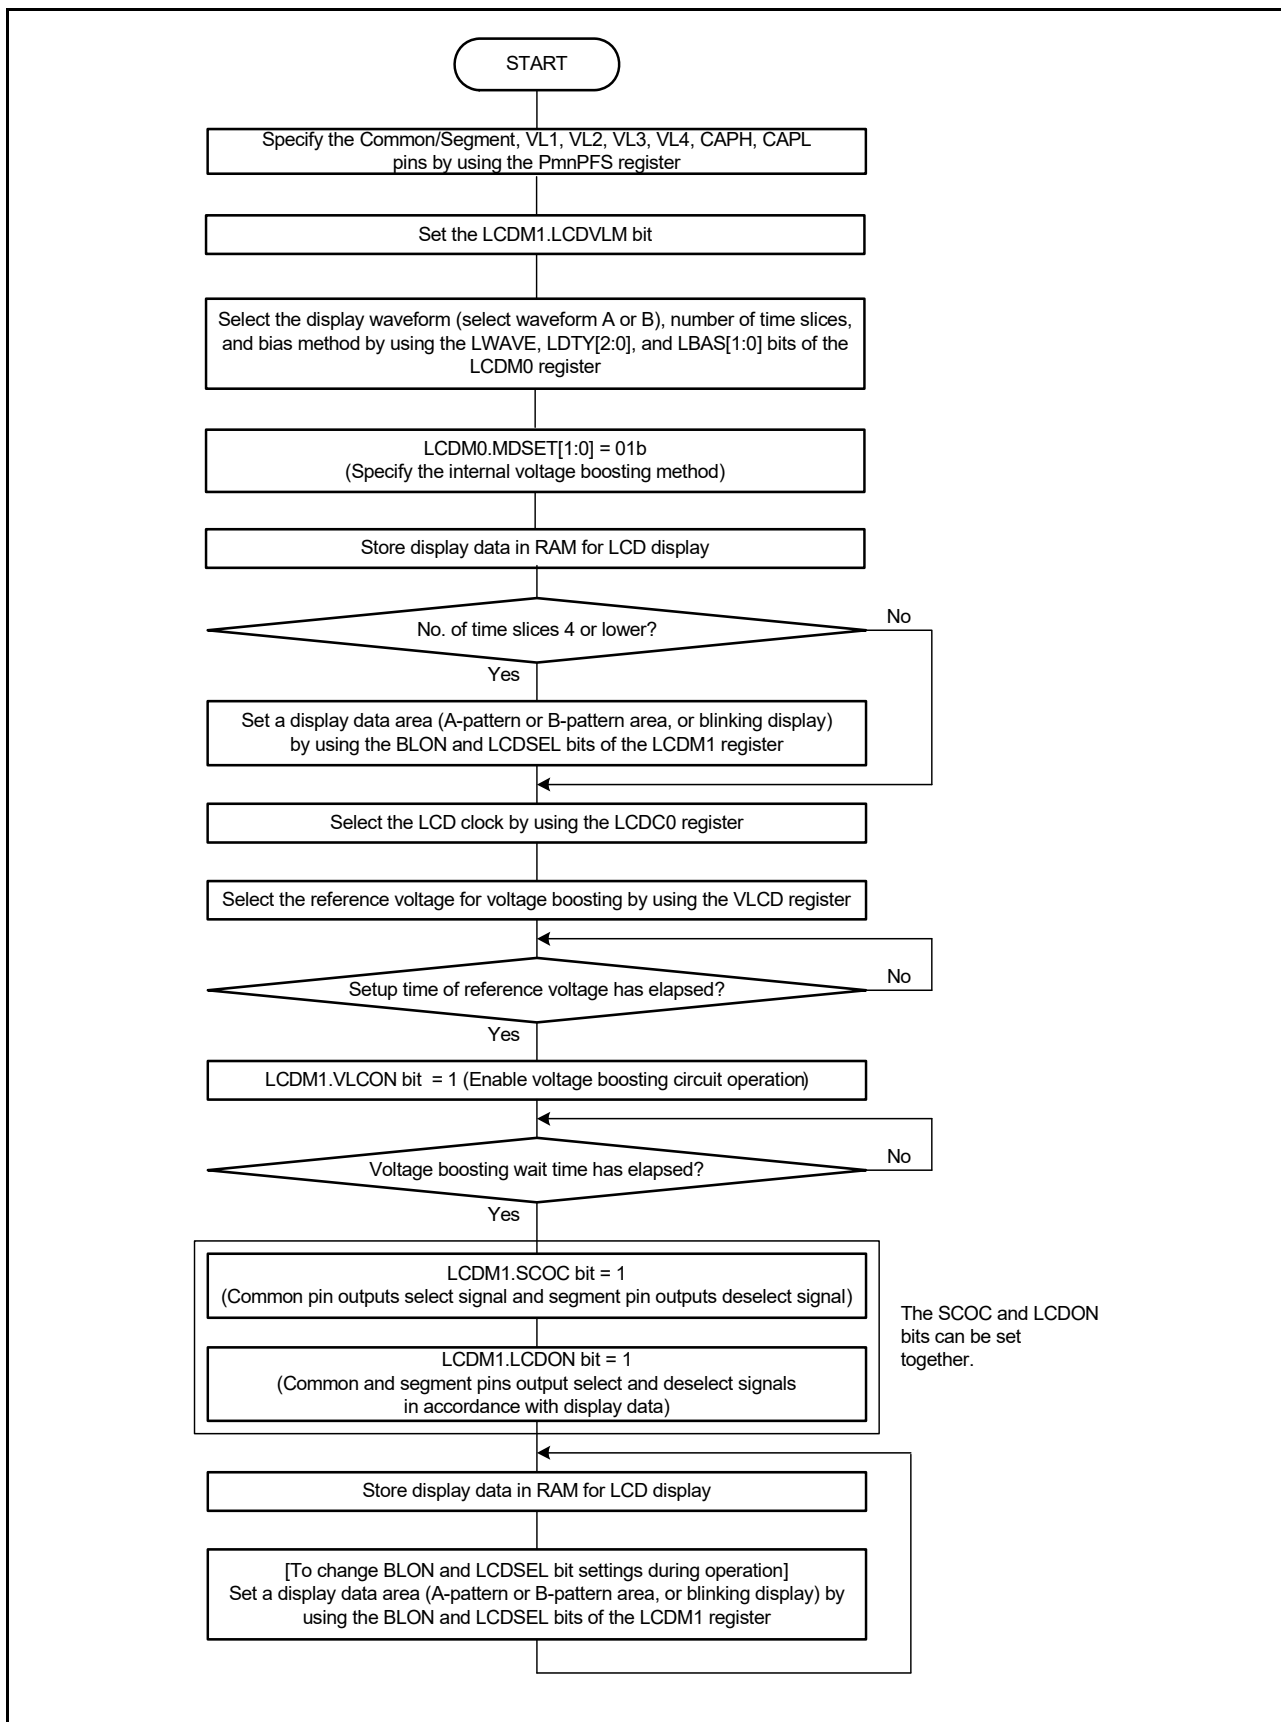 START
Specify the Common/Segment, VL1, VL2, VL3, VL4, CAPH, CAPL
pins by using the PmnPFS register
Set the LCDM1.LCDVLM bit
Select the display waveform (select waveform A or B), number of time slices,
and bias method by using the LWAVE, LDTY[2:0], and LBAS[1:0] bits of the
LCDM0 register
LCDM0.MDSET[1:0] = 01b
(Specify the internal voltage boosting method)
Store display data in RAM for LCD display
No. of time slices 4 or lower?
No
Yes
Set a display data area (A-pattern or B-pattern area, or blinking display)
by using the BLON and LCDSEL bits of the LCDM1 register
Select the LCD clock by using the LCDC0 register
Select the reference voltage for voltage boosting by using the VLCD register
Setup time of reference voltage has elapsed?
No
Yes
LCDM1.VLCON bit = 1 (Enable voltage boosting circuit operation)
Voltage boosting wait time has elapsed?
No
Yes
LCDM1.SCOC bit = 1
(Common pin outputs select signal and segment pin outputs deselect signal)
LCDM1.LCDON bit = 1
(Common and segment pins output select and deselect signals
in accordance with display data)
The SCOC and LCDON
bits can be set
together.
Store display data in RAM for LCD display
[To change BLON and LCDSEL bit settings during operation]
Set a display data area (A-pattern or B-pattern area, or blinking display) by
using the BLON and LCDSEL bits of the LCDM1 register